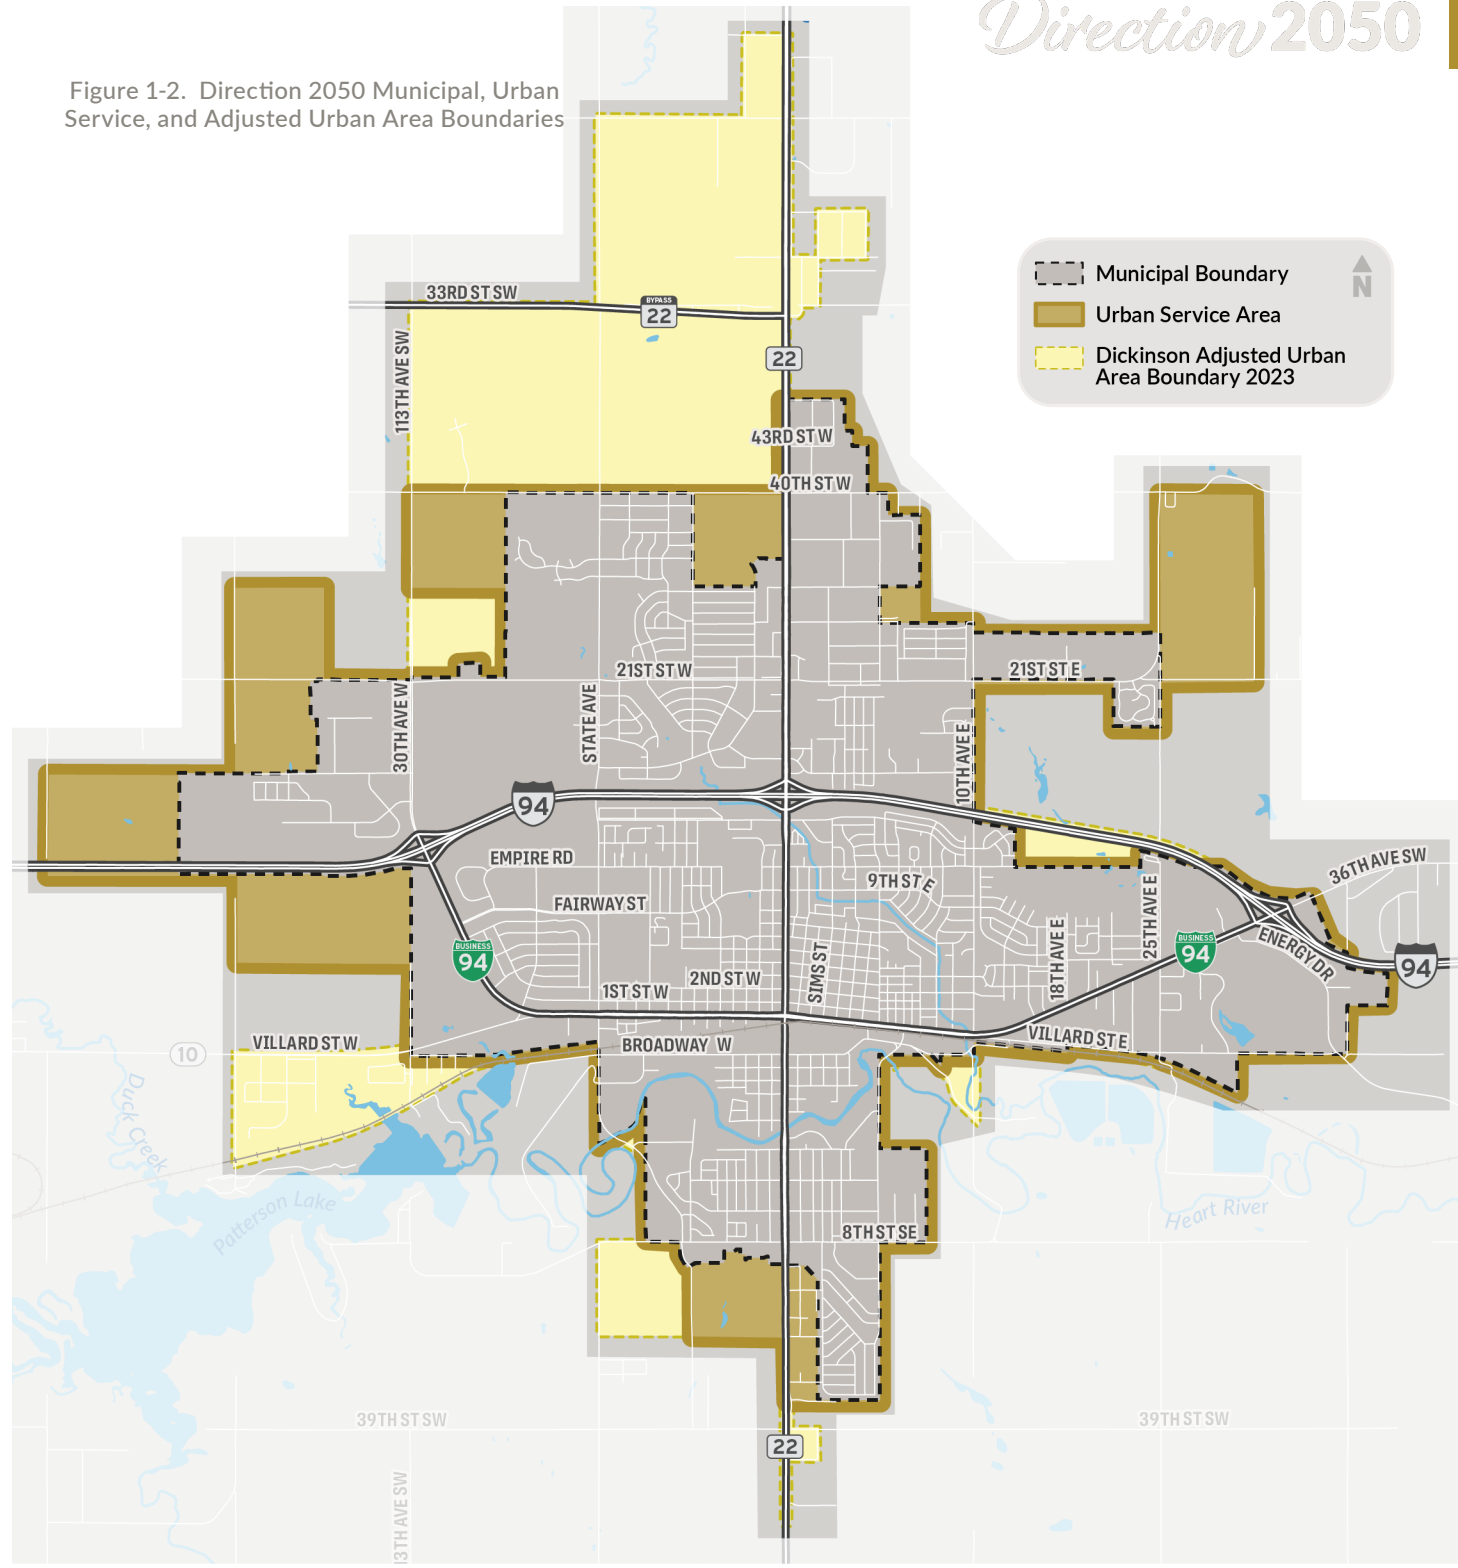 Direction 2050
Figure 1-2. Direction 2050 Municipal, Urban
Service, and Adjusted Urban Area Boundaries
Municipal Boundary
N
Urban Service Area
Dickinson Adjusted Urban
Area Boundary 2023
33RD ST SW
BYPASS
22
22
113TH AVE SW
43RD ST W
40TH ST W
21ST ST W
21ST ST E
30TH AVE W
STATE AVE
10TH AVE E
94
EMPIRE RD
9TH ST E
36TH AVE SW
FAIRWAY ST
25TH AVE E
18TH AVE E
ENERGY DR
BUSINESS
94
BUSINESS
94
94
2ND ST W
SIMS ST
1ST ST W
VILLARD ST W
10
BROADWAY W
VILLARD ST E
Duck Creek
Patterson Lake
Heart River
8TH ST SE
39TH ST SW
39TH ST SW
22
13TH AVE SW